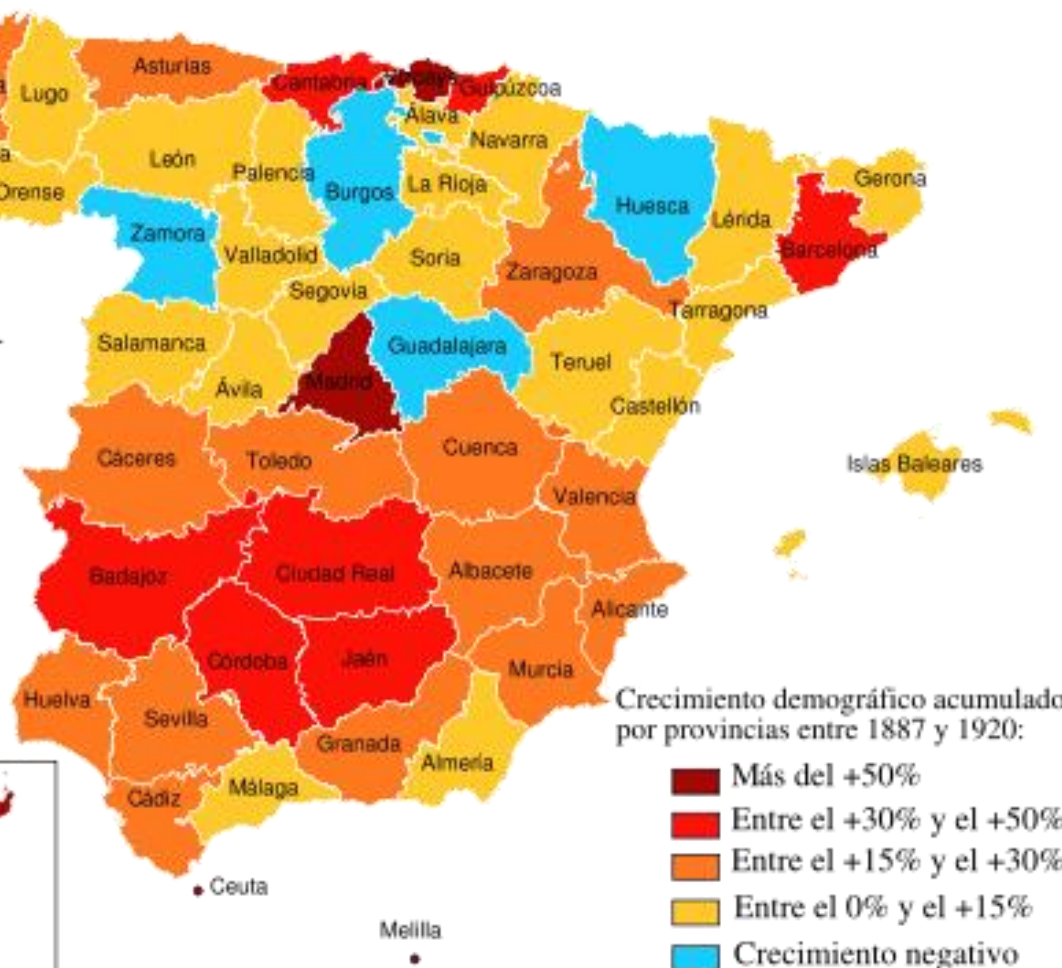 Asturias
Cantabria
Vizcaya
Guipúzcoa
Lugo
a
Álava
Navarra
León
a
Palencia
Burgos
La Rioja
Huesca
Gerona
Orense
Zamora
Lérida
Valladolid
Soria
Barcelona
Zaragoza
Segovia
Tarragona
Salamanca
Guadalajara
Teruel
Ávila
Madrid
Castellón
Cáceres
Toledo
Cuenca
Islas Baleares
Valencia
Badajoz
Ciudad Real
Albacete
Alicante
Córdoba
Jaén
Murcia
Huelva
Sevilla
Granada
Almería
Málaga
Cádiz
Ceuta
Melilla
Crecimiento demográfico acumulado
por provincias entre 1887 y 1920:
Más del +50%
Entre el +30% y el +50%
Entre el +15% y el +30%
Entre el 0% y el +15%
Crecimiento negativo